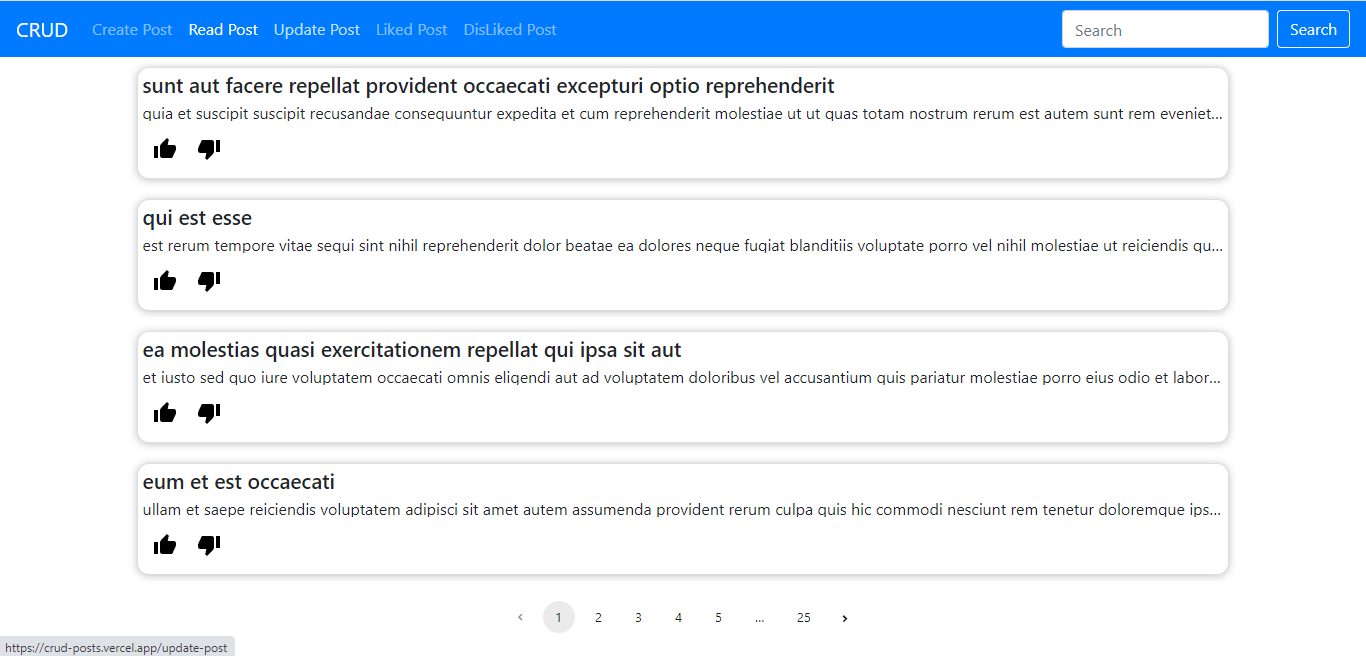 CRUD Create Post Read Post Update Post Liked Post DisLiked Post Search Search
sunt aut facere repellat provident occaecati excepturi optio reprehenderit
quia et suscipit suscipit recusandae consequuntur expedita et cum reprehenderit molestiae ut ut quas totam nostrum rerum est autem sunt rem eveniet...
qui est esse
est rerum tempore vitae sequi sint nihil reprehenderit dolor beatae ea dolores neque fugiat blanditiis voluptate porro vel nihil molestiae ut reiciendis qu...
ea molestias quasi exercitationem repellat qui ipsa sit aut
et iusto sed quo iure voluptatem occaecati omnis eligendi aut ad voluptatem doloribus vel accusantium quis pariatur molestiae porro eius odio et labor...
eum et est occaecati
ullam et saepe reiciendis voluptatem adipisci sit amet autem assumenda provident rerum culpa quis hic commodi nesciunt rem tenetur doloremque ips...
‹ 1 2 3 4 5 ... 25 ›
https://crud-posts.vercel.app/update-post